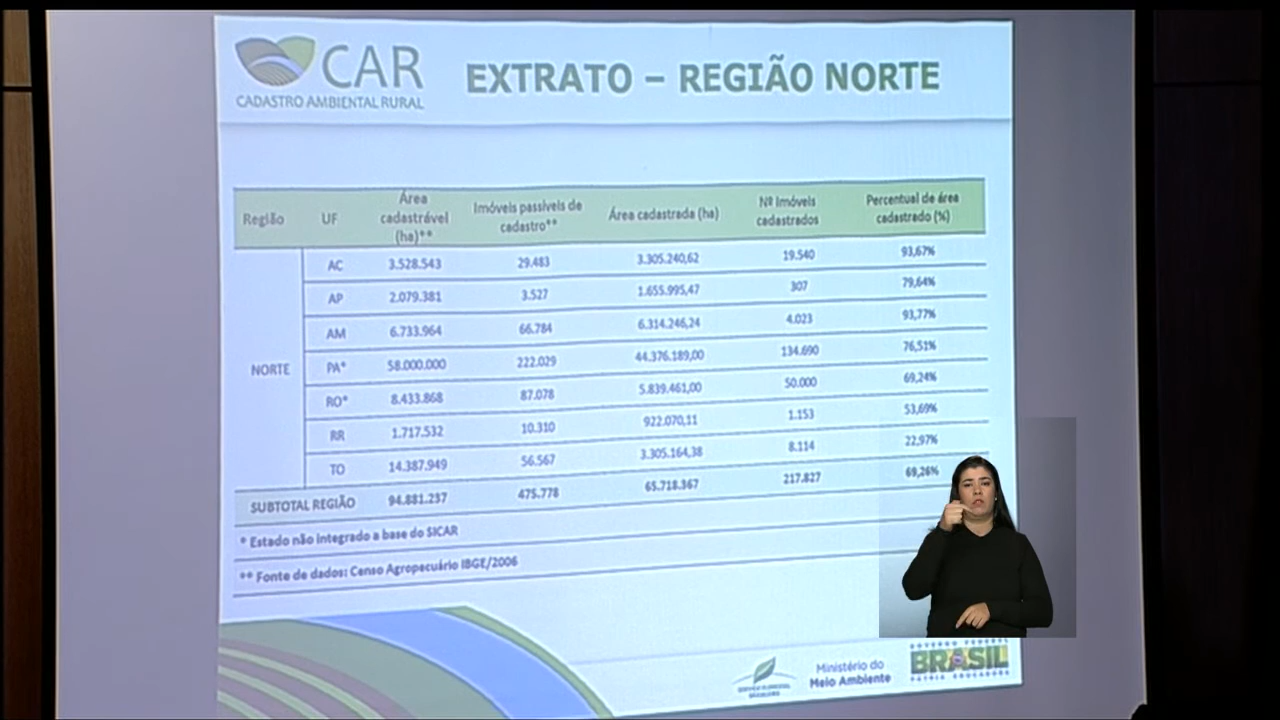 CAR
CADASTRO AMBIENTAL RURAL
EXTRATO – REGIÃO NORTE
Região UF Área cadastrável (ha)** Imóveis passíveis de cadastro** Área cadastrada (ha) Nº Imóveis cadastrados Percentual de área cadastrado (%)
NORTE
AC 3.528.543 29.483 3.305.240,62 19.540 93,67%
AP 2.079.381 3.527 1.655.995,47 307 79,64%
AM 6.733.964 66.784 6.314.246,24 4.023 93,77%
PA* 58.000.000 222.029 44.376.189,00 134.690 76,51%
RO* 8.433.868 87.078 5.839.461,00 50.000 69,24%
RR 1.717.532 10.310 922.070,11 1.153 53,69%
TO 14.387.949 56.567 3.305.164,38 8.114 22,97%
SUBTOTAL REGIÃO 94.881.237 475.778 65.718.367 217.827 69,26%
* Estado não integrado a base do SICAR
** Fonte de dados: Censo Agropecuário IBGE/2006
SERVIÇO FLORESTAL
BRASILEIRO
Ministério do
Meio Ambiente
GOVERNO FEDERAL
BRASIL
PÁTRIA EDUCADORA